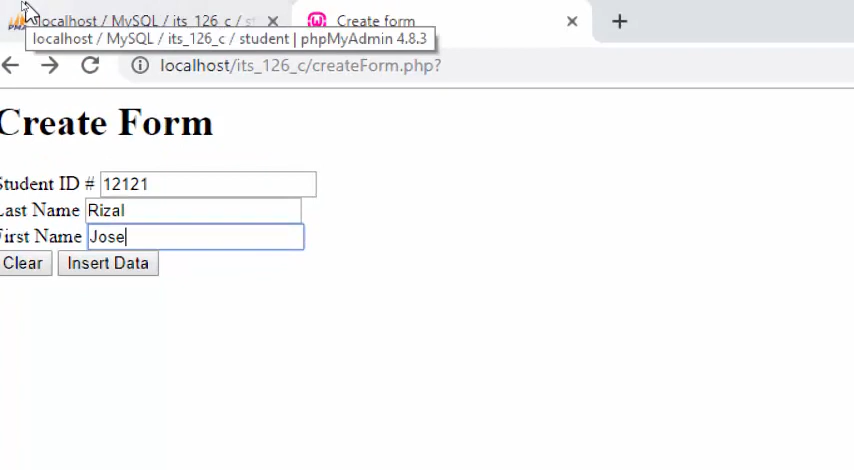 localhost / MySQL / its_126_c / st
Create form
localhost / MySQL / its_126_c / student | phpMyAdmin 4.8.3
localhost/its_126_c/createForm.php?
Create Form
Student ID # 12121
Last Name Rizal
First Name Jose
Clear Insert Data